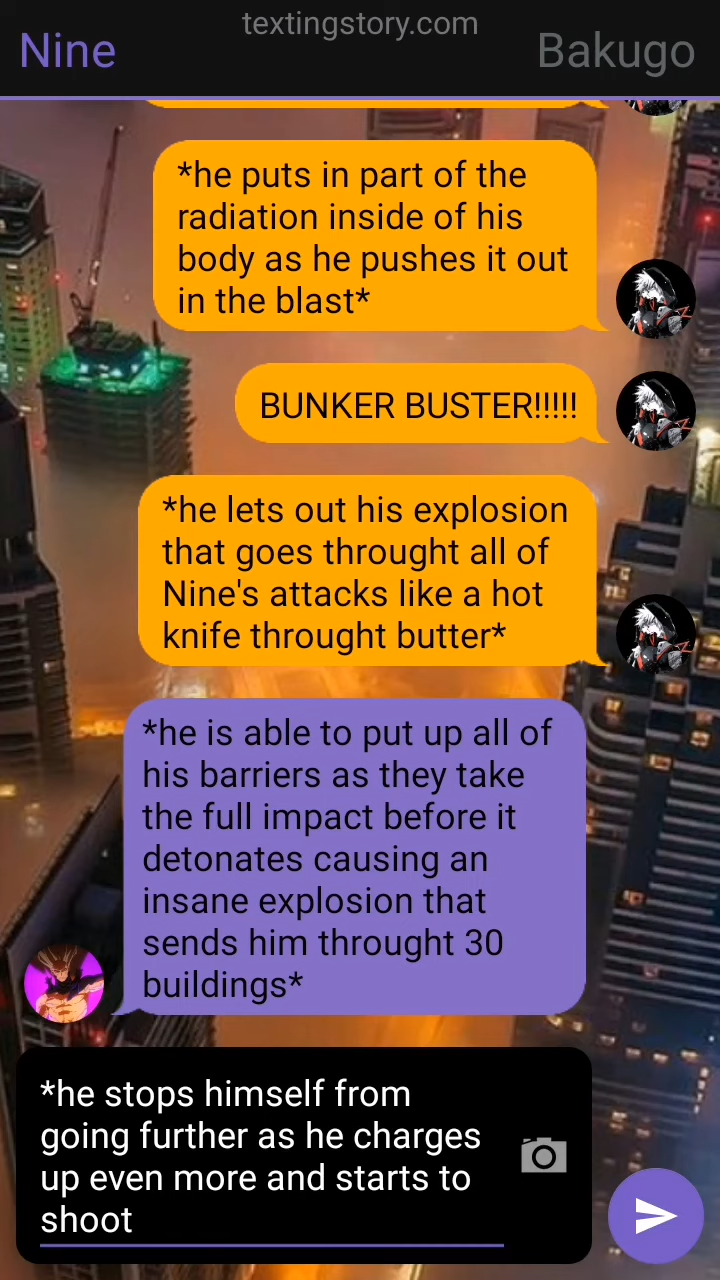 textingstory.com
Nine
Bakugo
*he puts in part of the
radiation inside of his
body as he pushes it out
in the blast*
BUNKER BUSTER!!!!!
*he lets out his explosion
that goes throught all of
Nine's attacks like a hot
knife throught butter*
*he is able to put up all of
his barriers as they take
the full impact before it
detonates causing an
insane explosion that
sends him throught 30
buildings*
*he stops himself from
going further as he charges
up even more and starts to
shoot